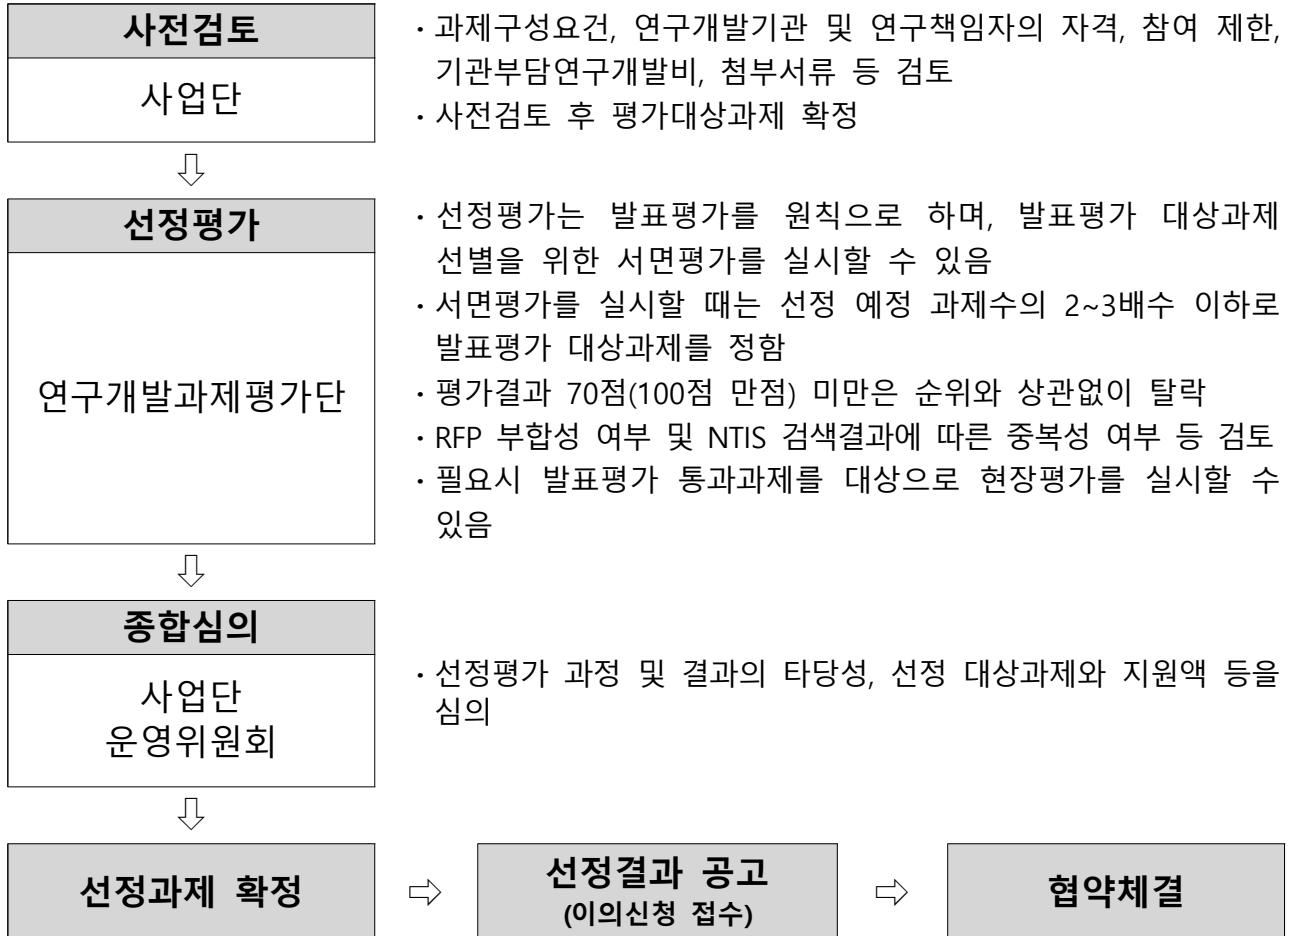 사전검토
사업단
· 과제구성요건, 연구개발기관 및 연구책임자의 자격, 참여 제한,
기관부담연구개발비, 첨부서류 등 검토
· 사전검토 후 평가대상과제 확정
⇩
선정평가
연구개발과제평가단
· 선정평가는 발표평가를 원칙으로 하며, 발표평가 대상과제
선별을 위한 서면평가를 실시할 수 있음
· 서면평가를 실시할 때는 선정 예정 과제수의 2~3배수 이하로
발표평가 대상과제를 정함
· 평가결과 70점(100점 만점) 미만은 순위와 상관없이 탈락
· RFP 부합성 여부 및 NTIS 검색결과에 따른 중복성 여부 등 검토
· 필요시 발표평가 통과과제를 대상으로 현장평가를 실시할 수
있음
⇩
종합심의
사업단
운영위원회
· 선정평가 과정 및 결과의 타당성, 선정 대상과제와 지원액 등을
심의
⇩
선정과제 확정
⇨
선정결과 공고
(이의신청 접수)
⇨
협약체결